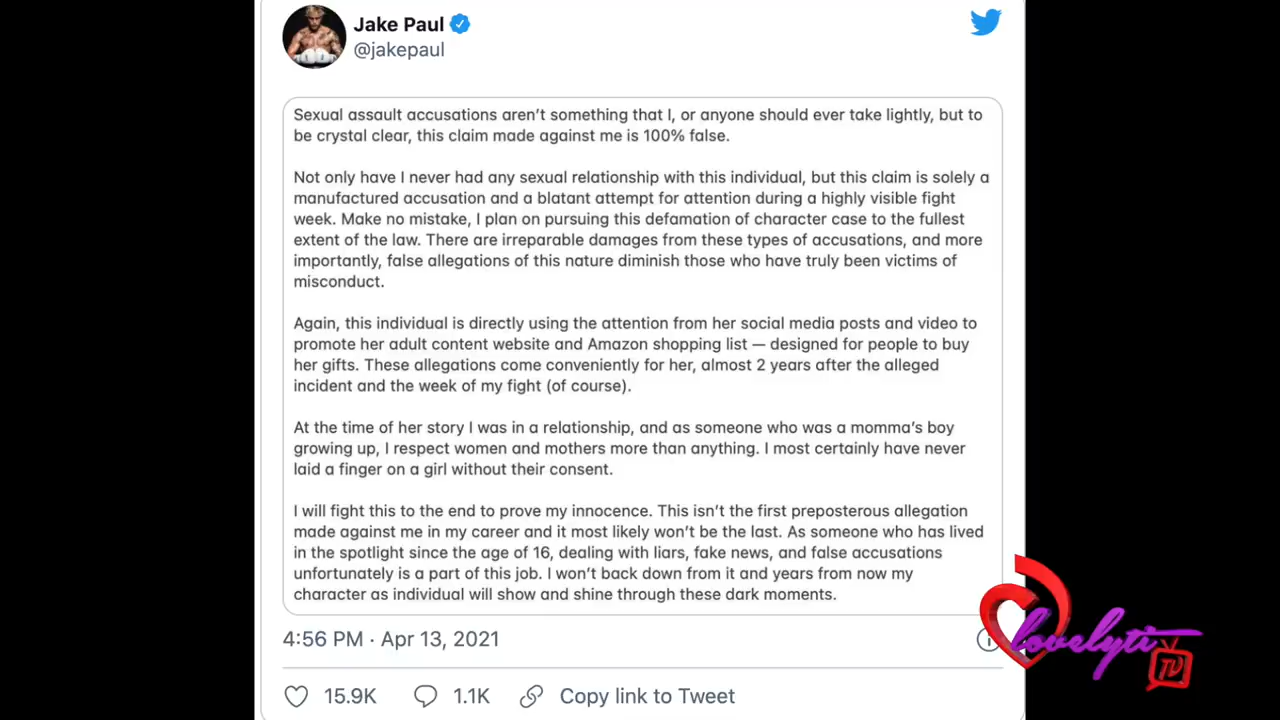 Jake Paul
@jakepaul
Sexual assault accusations aren't something that I, or anyone should ever take lightly, but to
be crystal clear, this claim made against me is 100% false.
Not only have I never had any sexual relationship with this individual, but this claim is solely a
manufactured accusation and a blatant attempt for attention during a highly visible fight
week. Make no mistake, I plan on pursuing this defamation of character case to the fullest
extent of the law. There are irreparable damages from these types of accusations, and more
importantly, false allegations of this nature diminish those who have truly been victims of
misconduct.
Again, this individual is directly using the attention from her social media posts and video to
promote her adult content website and Amazon shopping list — designed for people to buy
her gifts. These allegations come conveniently for her, almost 2 years after the alleged
incident and the week of my fight (of course).
At the time of her story I was in a relationship, and as someone who was a momma's boy
growing up, I respect women and mothers more than anything. I most certainly have never
laid a finger on a girl without their consent.
I will fight this to the end to prove my innocence. This isn't the first preposterous allegation
made against me in my career and it most likely won't be the last. As someone who has lived
in the spotlight since the age of 16, dealing with liars, fake news, and false accusations
unfortunately is a part of this job. I won't back down from it and years from now my
character as individual will show and shine through these dark moments.
4:56 PM · Apr 13, 2021
15.9K 1.1K Copy link to Tweet
lovelyti
TV